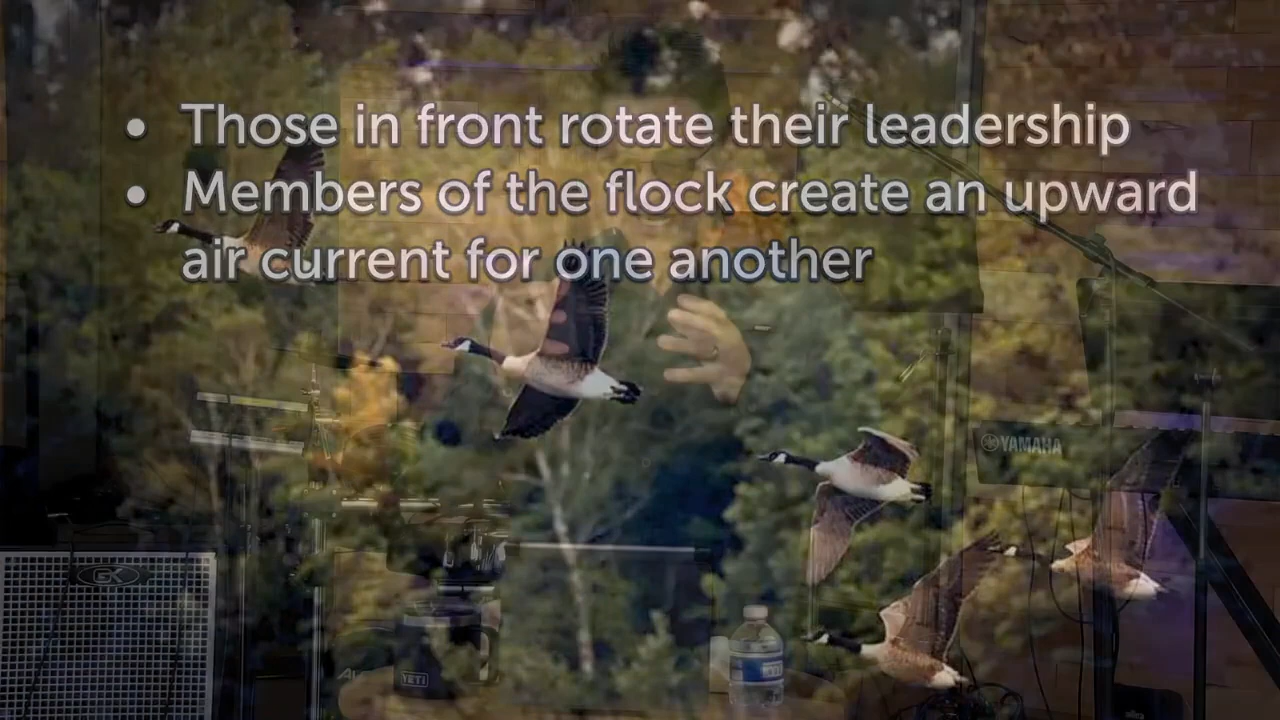 • Those in front rotate their leadership
• Members of the flock create an upward
air current for one another
YAMAHA
GK
YETI